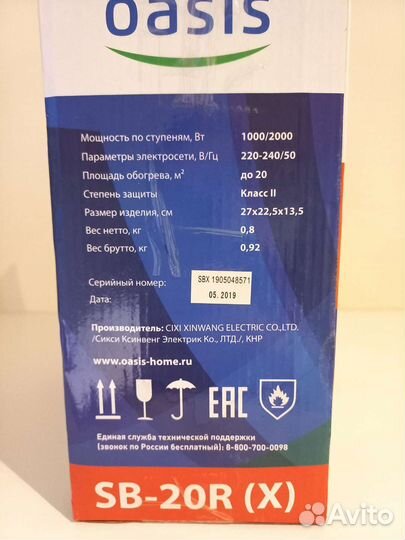 oasis
Мощность по ступеням, Вт 1000/2000
Параметры электросети, В/Гц 220-240/50
Площадь обогрева, м² до 20
Степень защиты Класс II
Размер изделия, см 27x22,5x13,5
Вес нетто, кг 0,8
Вес брутто, кг 0,92
Серийный номер: SBX 1905048571
Дата: 05. 2019
Производитель: CIXI XINWANG ELECTRIC CO.,LTD.
/Сикси Ксинвенг Электрик Ко., ЛТД./, КНР
www.oasis-home.ru
EAC
Единая служба технической поддержки
(звонок по России бесплатный): 8-800-700-0098
SB-20R (X)
Avito